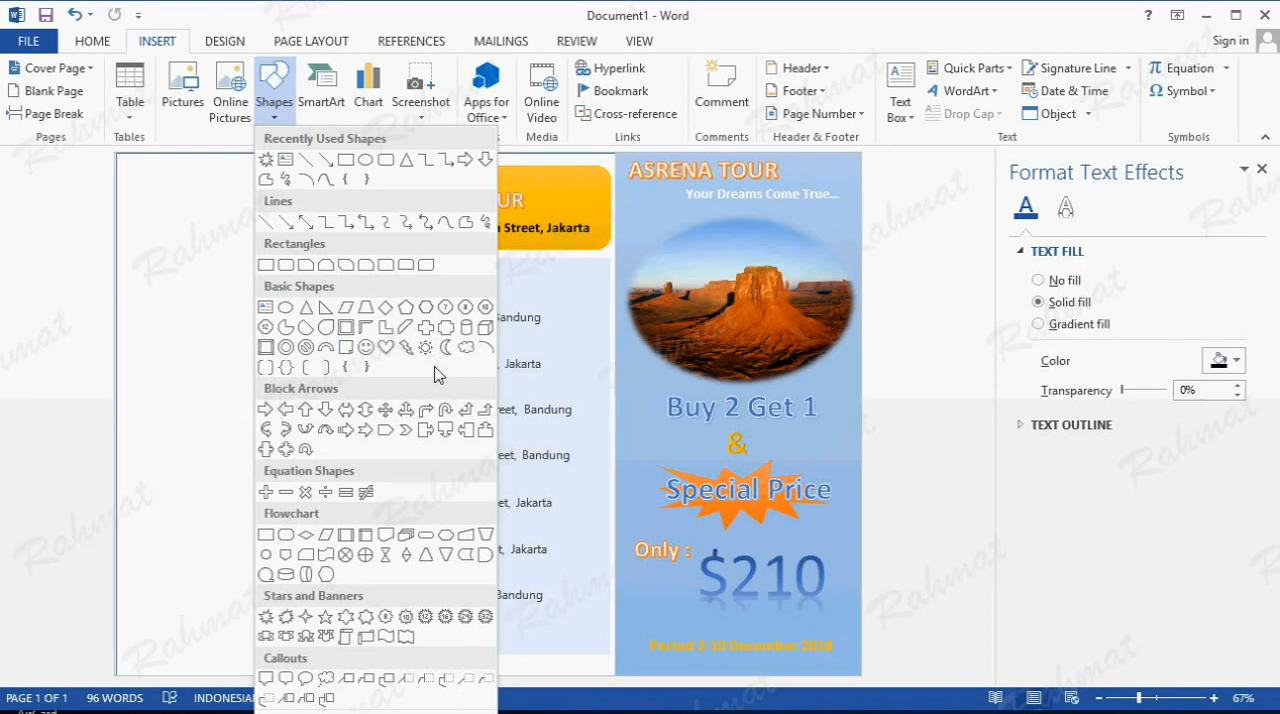 Document1 - Word
FILE HOME INSERT DESIGN PAGE LAYOUT REFERENCES MAILINGS REVIEW VIEW Sign in
Cover Page
Blank Page
Page Break
Pages
Table
Tables
Pictures
Online Pictures
Shapes
SmartArt
Chart
Screenshot
Apps for Office
Online Video
Media
Hyperlink
Bookmark
Cross-reference
Links
Comment
Comments
Header
Footer
Page Number
Header & Footer
Text Box
Quick Parts
WordArt
Drop Cap
Signature Line
Date & Time
Object
Text
Equation
Symbol
Symbols
Recently Used Shapes
Lines
Rectangles
Basic Shapes
Block Arrows
Equation Shapes
Flowchart
Stars and Banners
Callouts
UR
Street, Jakarta
Bandung
, Jakarta
Bandung
Bandung
, Jakarta
, Jakarta
Bandung
ASRENA TOUR
Your Dreams Come True...
Buy 2 Get 1
&
Special Price
Only :
$210
Period 2-10 December 2018
Format Text Effects
TEXT FILL
No fill
Solid fill
Gradient fill
Color
Transparency 0%
TEXT OUTLINE
PAGE 1 OF 1 96 WORDS 67%
Rahmat